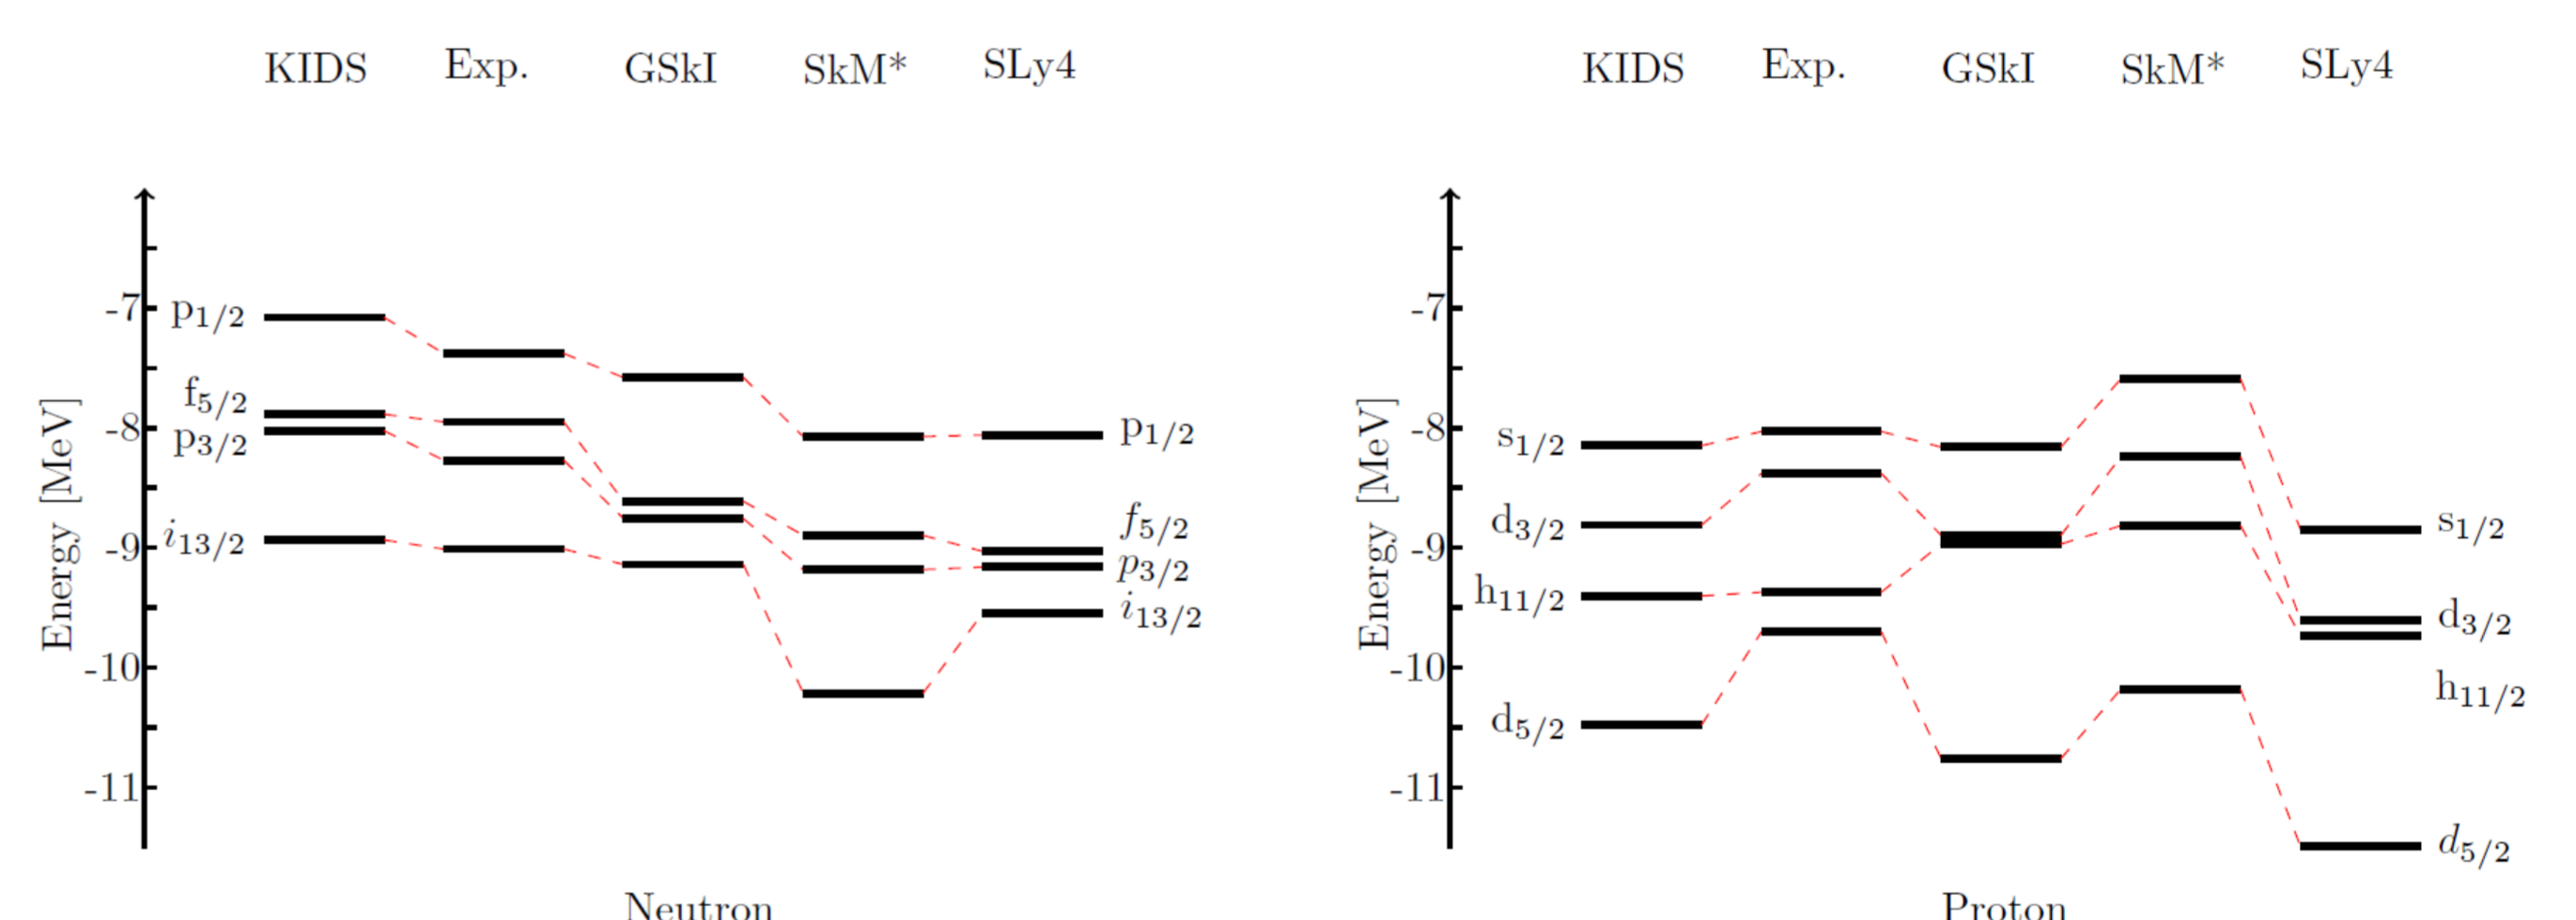 KIDS Exp. GSkI SkM* SLy4
Energy [MeV]
-7
-8
-9
-10
-11
p1/2
f5/2
p3/2
i13/2
p1/2
f5/2
p3/2
i13/2
Neutron
KIDS Exp. GSkI SkM* SLy4
Energy [MeV]
-7
-8
-9
-10
-11
s1/2
d3/2
h11/2
d5/2
s1/2
d3/2
h11/2
d5/2
Proton